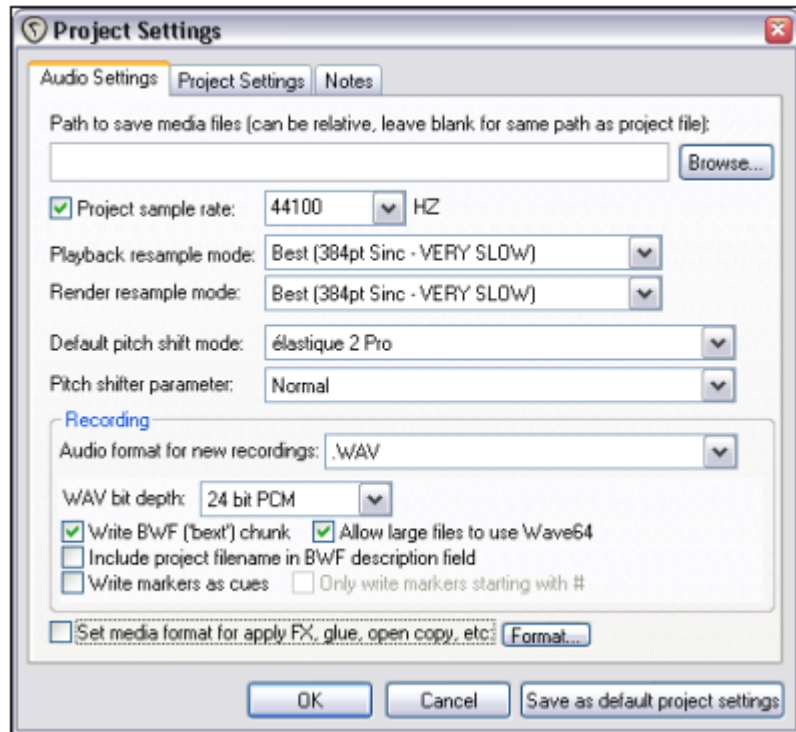 Project Settings
Audio Settings Project Settings Notes
Path to save media files (can be relative, leave blank for same path as project file):
Browse...
Project sample rate: 44100 HZ
Playback resample mode: Best (384pt Sinc - VERY SLOW)
Render resample mode: Best (384pt Sinc - VERY SLOW)
Default pitch shift mode: élastique 2 Pro
Pitch shifter parameter: Normal
Recording
Audio format for new recordings: .WAV
WAV bit depth: 24 bit PCM
Write BWF ('bext') chunk Allow large files to use Wave64
Include project filename in BWF description field
Write markers as cues Only write markers starting with #
Set media format for apply FX, glue, open copy, etc: Format...
OK Cancel Save as default project settings